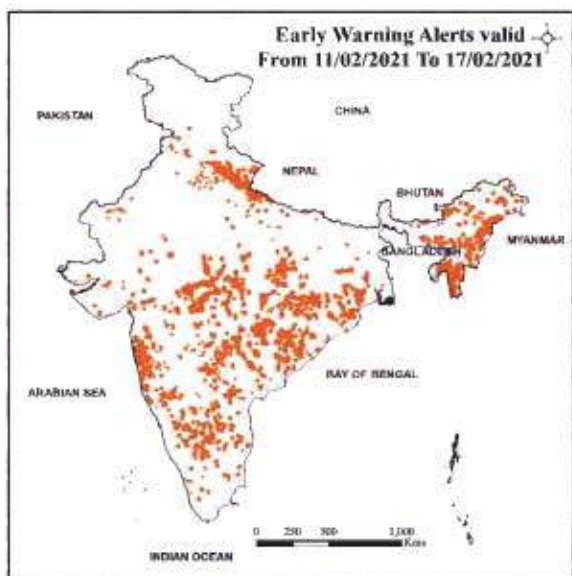 Early Warning Alerts valid
From 11/02/2021 To 17/02/2021
PAKISTAN
CHINA
NEPAL
BHUTAN
BANGLADESH
MYANMAR
ARABIAN SEA
BAY OF BENGAL
0 250 500 1,000
Kms
INDIAN OCEAN